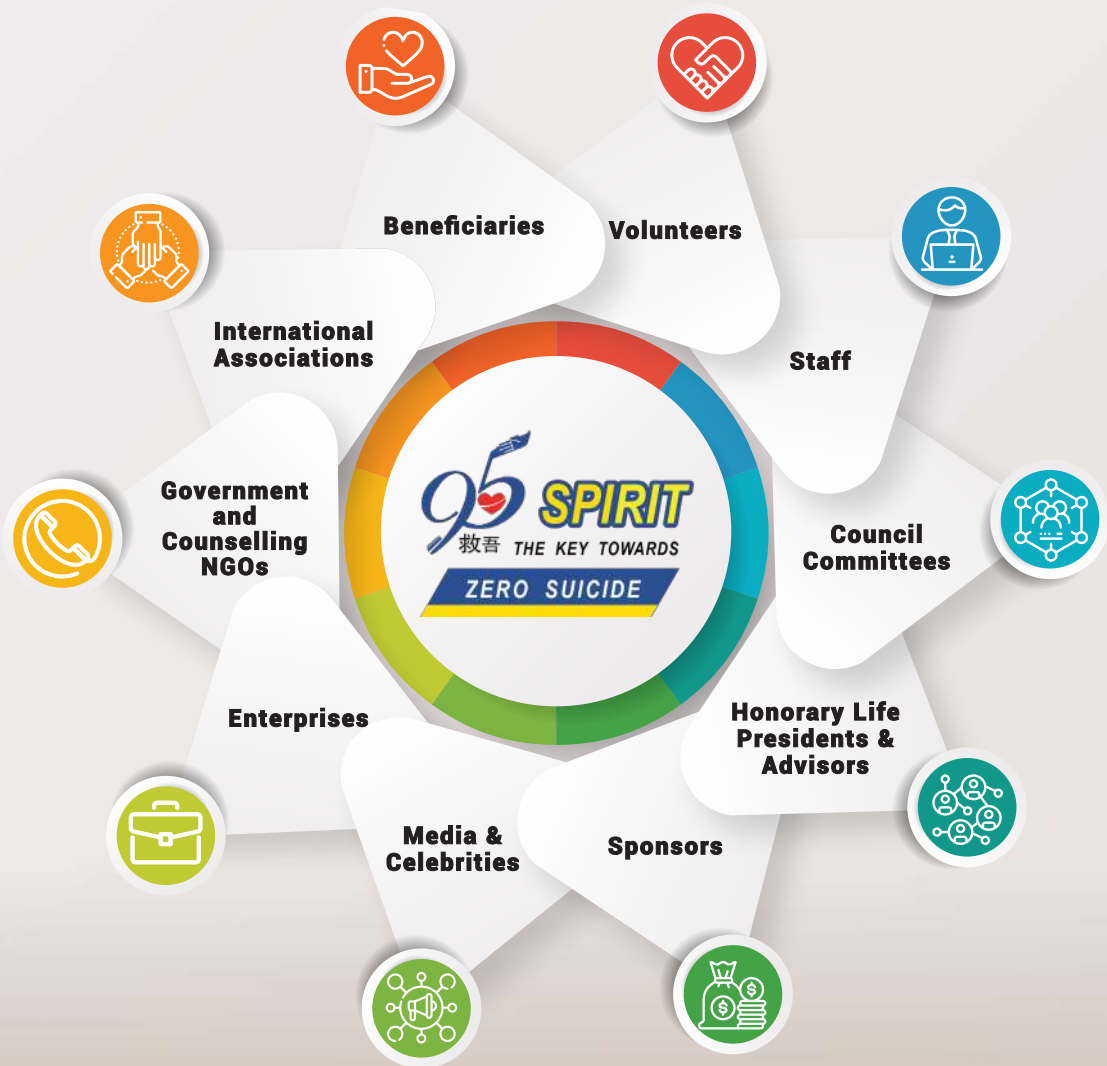 Beneficiaries
Volunteers
International
Associations
Staff
Government
and
Counselling
NGOs
95 SPIRIT
救吾 THE KEY TOWARDS
ZERO SUICIDE
Council
Committees
Enterprises
Honorary Life
Presidents &
Advisors
Media &
Celebrities
Sponsors
$
$